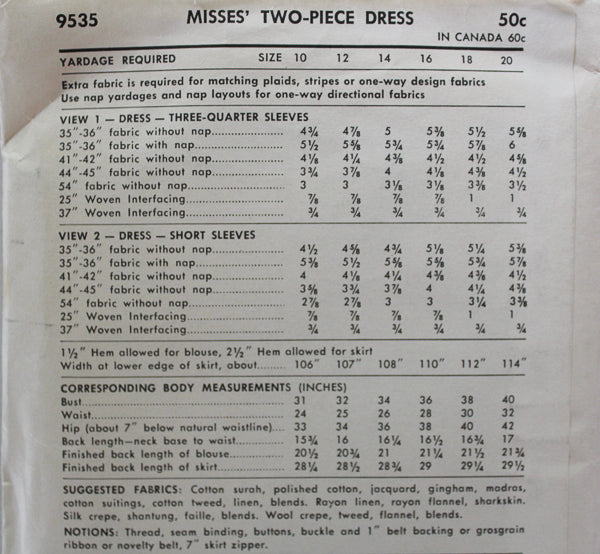 9535 MISSES' TWO-PIECE DRESS 50c
IN CANADA 60c
YARDAGE REQUIRED SIZE 10 12 14 16 18 20
Extra fabric is required for matching plaids, stripes or one-way design fabrics
Use nap yardages and nap layouts for one-way directional fabrics
VIEW 1 — DRESS — THREE-QUARTER SLEEVES
35"-36" fabric without nap 4¾ 4⅞ 5 5⅜ 5½ 5⅝
35"-36" fabric with nap 5½ 5⅝ 5¾ 5¾ 5⅞ 6
41"-42" fabric without nap 4⅛ 4¼ 4⅜ 4½ 4½ 4⅝
44"-45" fabric without nap 3¾ 3⅞ 4 4⅛ 4⅜ 4½
54" fabric without nap 3 3 3⅛ 3⅛ 3⅜ 3½
25" Woven Interfacing ⅞ ⅞ ⅞ ⅞ 1 1
37" Woven Interfacing ¾ ¾ ¾ ¾ ¾ ¾
VIEW 2 — DRESS — SHORT SLEEVES
35"-36" fabric without nap 4½ 4⅝ 4¾ 5⅛ 5¼ 5⅜
35"-36" fabric with nap 5⅜ 5½ 5⅝ 5⅝ 5¾ 5⅞
41"-42" fabric without nap 4 4⅛ 4¼ 4⅜ 4⅜ 4½
44"-45" fabric without nap 3⅝ 3¾ 3⅞ 4 4¼ 4⅜
54" fabric without nap 2⅞ 2⅞ 3 3 3¼ 3⅜
25" Woven Interfacing ⅞ ⅞ ⅞ ⅞ 1 1
37" Woven Interfacing ¾ ¾ ¾ ¾ ¾ ¾
1½" Hem allowed for blouse, 2½" Hem allowed for skirt
Width at lower edge of skirt, about 106" 107" 108" 110" 112" 114"
CORRESPONDING BODY MEASUREMENTS (INCHES)
Bust 31 32 34 36 38 40
Waist 24 25 26 28 30 32
Hip (about 7" below natural waistline) 33 34 36 38 40 42
Back length—neck base to waist 15¾ 16 16¼ 16½ 16¾ 17
Finished back length of blouse 20½ 20¾ 21 21¼ 21½ 21¾
Finished back length of skirt 28¼ 28½ 28¾ 29 29¼ 29½
SUGGESTED FABRICS: Cotton surah, polished cotton, jacquard, gingham, madras,
cotton suitings, cotton tweed, linen, blends. Rayon linen, rayon flannel, sharkskin.
Silk crepe, shantung, faille, blends. Wool crepe, tweed, flannel, blends.
NOTIONS: Thread, seam binding, buttons, buckle and 1" belt backing or grosgrain
ribbon or novelty belt, 7" skirt zipper.